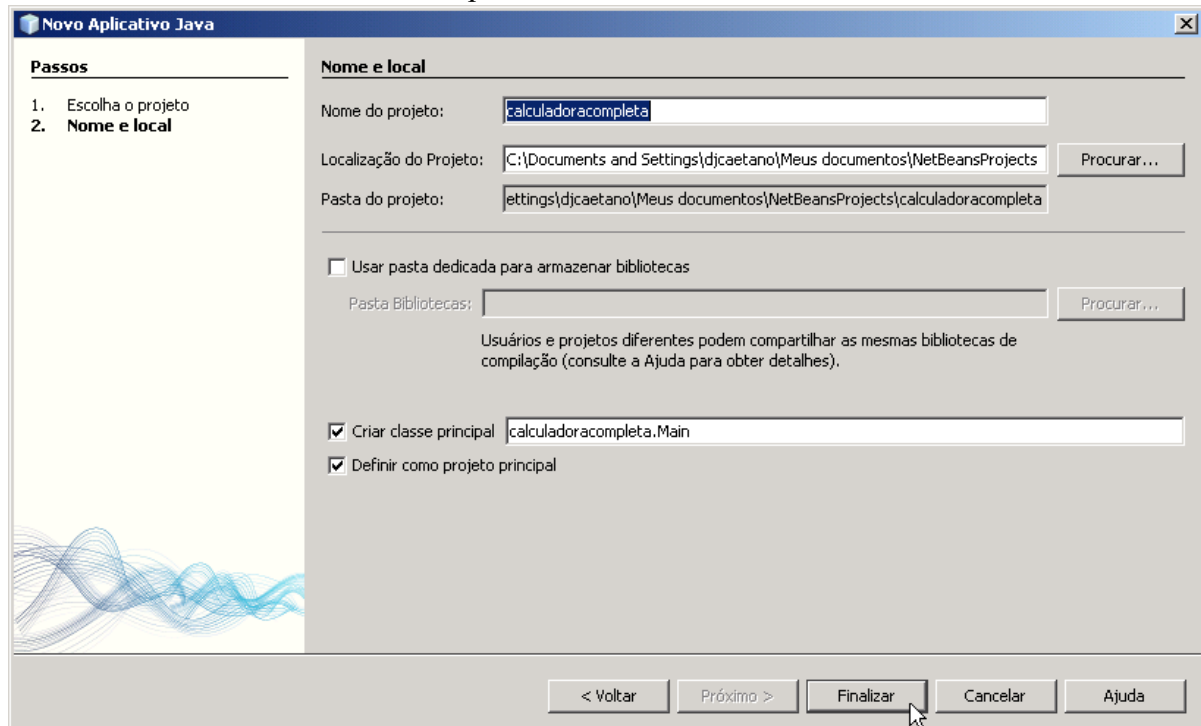 Novo Aplicativo Java
Passos
1. Escolha o projeto
2. Nome e local
Nome e local
Nome do projeto: calculadoracompleta
Localização do Projeto: C:\Documents and Settings\djcaetano\Meus documentos\NetBeansProjects Procurar...
Pasta do projeto: ettings\djcaetano\Meus documentos\NetBeansProjects\calculadoracompleta
Usar pasta dedicada para armazenar bibliotecas
Pasta Bibliotecas: Procurar...
Usuários e projetos diferentes podem compartilhar as mesmas bibliotecas de
compilação (consulte a Ajuda para obter detalhes).
Criar classe principal calculadoracompleta.Main
Definir como projeto principal
< Voltar Próximo > Finalizar Cancelar Ajuda